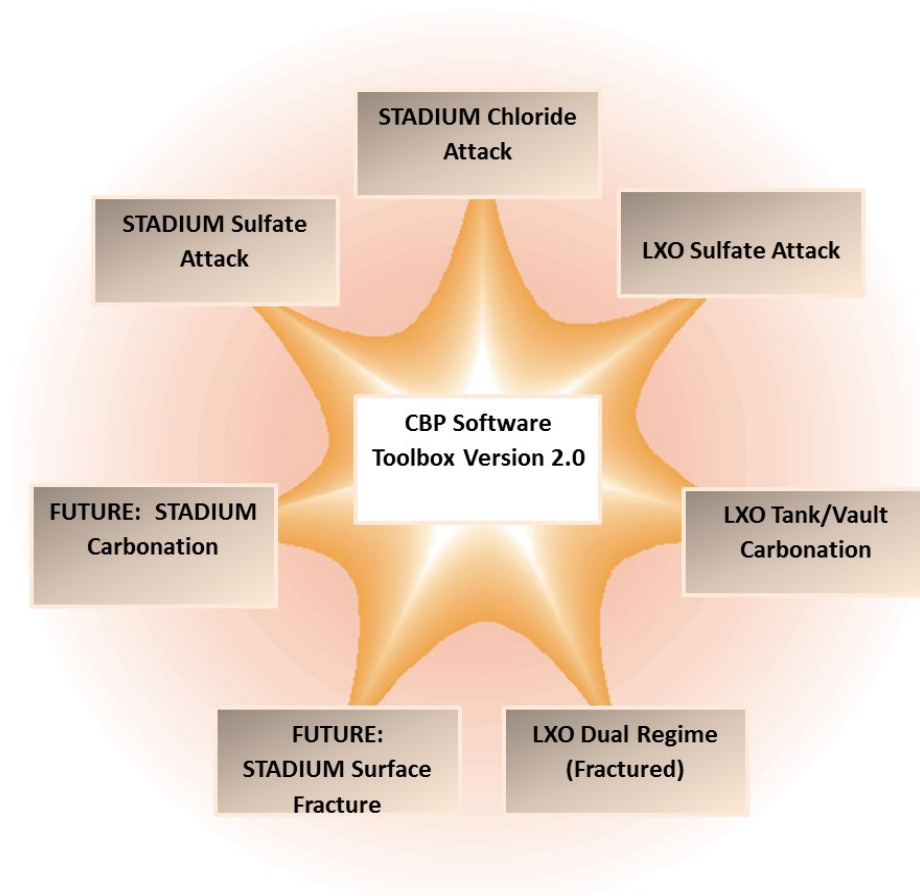 STADIUM Chloride
Attack
STADIUM Sulfate
Attack
LXO Sulfate Attack
CBP Software
Toolbox Version 2.0
FUTURE:  STADIUM
Carbonation
LXO Tank/Vault
Carbonation
FUTURE:
STADIUM Surface
Fracture
LXO Dual Regime
(Fractured)